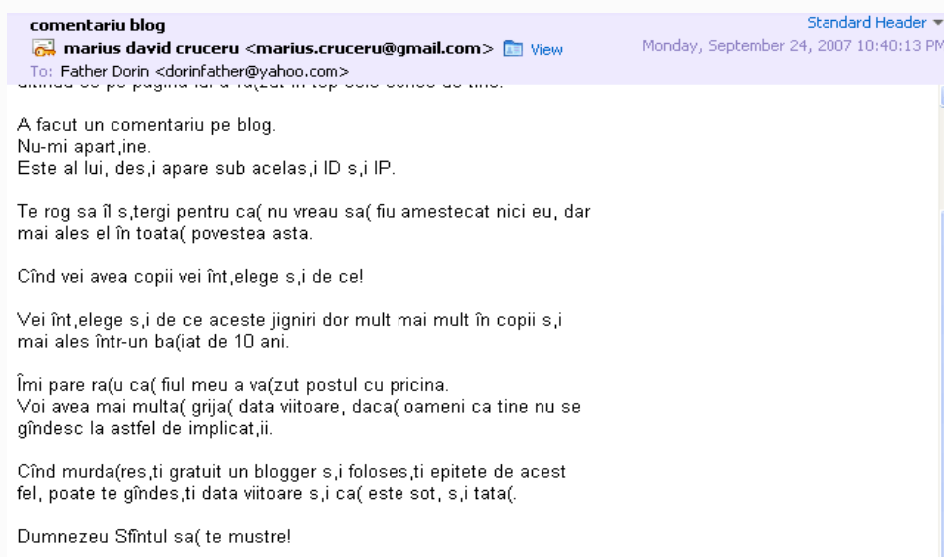 comentariu blog
Standard Header
marius david cruceru <marius.cruceru@gmail.com> View
Monday, September 24, 2007 10:40:13 PM
To: Father Dorin <dorinfather@yahoo.com>
A facut un comentariu pe blog.
Nu-mi apart,ine.
Este al lui, des,i apare sub acelas,i ID s,i IP.
Te rog sa îl s,tergi pentru ca( nu vreau sa( fiu amestecat nici eu, dar
mai ales el în toata( povestea asta.
Cînd vei avea copii vei înt,elege s,i de ce!
Vei înt,elege s,i de ce aceste jigniri dor mult mai mult în copii s,i
mai ales într-un ba(iat de 10 ani.
Îmi pare ra(u ca( fiul meu a va(zut postul cu pricina.
Voi avea mai multa( grija( data viitoare, daca( oameni ca tine nu se
gîndesc la astfel de implicat,ii.
Cînd murda(res,ti gratuit un blogger s,i foloses,ti epitete de acest
fel, poate te gîndes,ti data viitoare s,i ca( este sot, s,i tata(.
Dumnezeu Sfîntul sa( te mustre!